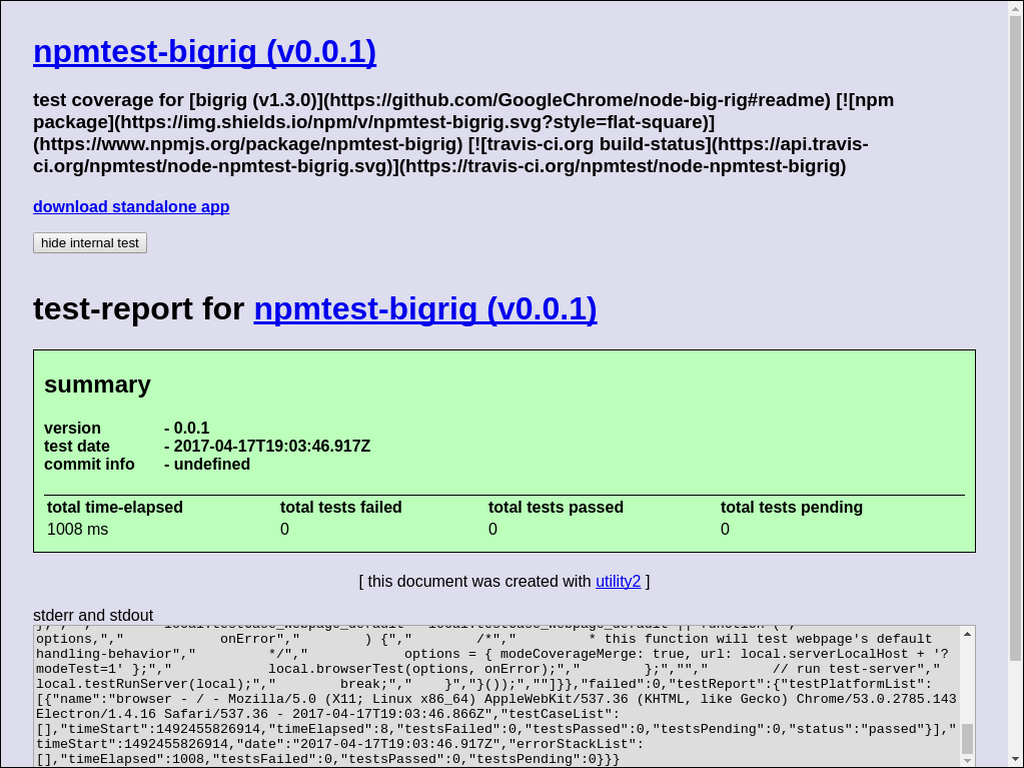 npmtest-bigrig (v0.0.1)
test coverage for [bigrig (v1.3.0)](https://github.com/GoogleChrome/node-big-rig#readme) [![npm
package](https://img.shields.io/npm/v/npmtest-bigrig.svg?style=flat-square)]
(https://www.npmjs.org/package/npmtest-bigrig) [![travis-ci.org build-status](https://api.travis-
ci.org/npmtest/node-npmtest-bigrig.svg)](https://travis-ci.org/npmtest/node-npmtest-bigrig)
download standalone app
hide internal test
test-report for npmtest-bigrig (v0.0.1)
summary
version - 0.0.1
test date - 2017-04-17T19:03:46.917Z
commit info - undefined
total time-elapsed total tests failed total tests passed total tests pending
1008 ms 0 0 0
[ this document was created with utility2 ]
stderr and stdout
options,","            onError","        ) {","        /*","         * this function will test webpage's default
handling-behavior","         */","            options = { modeCoverageMerge: true, url: local.serverLocalHost + '?
modeTest=1' };","            local.browserTest(options, onError);","        };","","        // run test-server","
local.testRunServer(local);","        break;","    }","}());",""]}},"failed":0,"testReport":{"testPlatformList":
[{"name":"browser - / - Mozilla/5.0 (X11; Linux x86_64) AppleWebKit/537.36 (KHTML, like Gecko) Chrome/53.0.2785.143
Electron/1.4.16 Safari/537.36 - 2017-04-17T19:03:46.866Z","testCaseList":
[],"timeStart":1492455826914,"timeElapsed":8,"testsFailed":0,"testsPassed":0,"testsPending":0,"status":"passed"}],"
timeStart":1492455826914,"date":"2017-04-17T19:03:46.917Z","errorStackList":
[],"timeElapsed":1008,"testsFailed":0,"testsPassed":0,"testsPending":0}}}